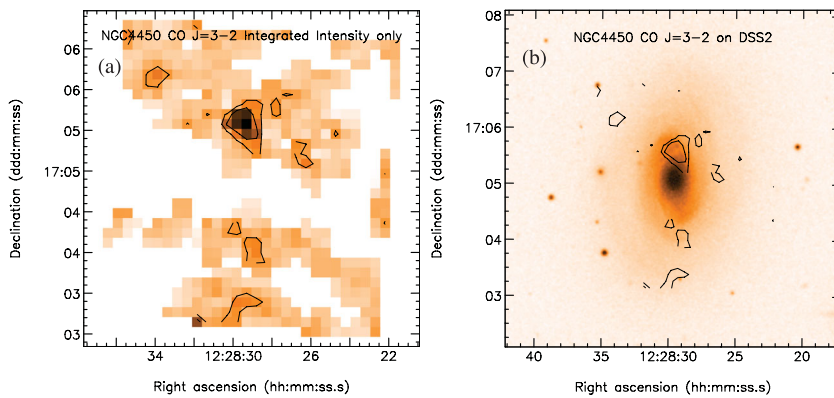 NGC4450 CO J=3-2 Integrated Intensity only
(a)
06
06
05
17:05
04
04
03
03
34
12:28:30
26
22
Declination (ddd:mm:ss)
Right ascension (hh:mm:ss.s)
NGC4450 CO J=3-2 on DSS2
(b)
08
07
17:06
05
04
03
40
35
12:28:30
25
20
Declination (ddd:mm:ss)
Right ascension (hh:mm:ss.s)